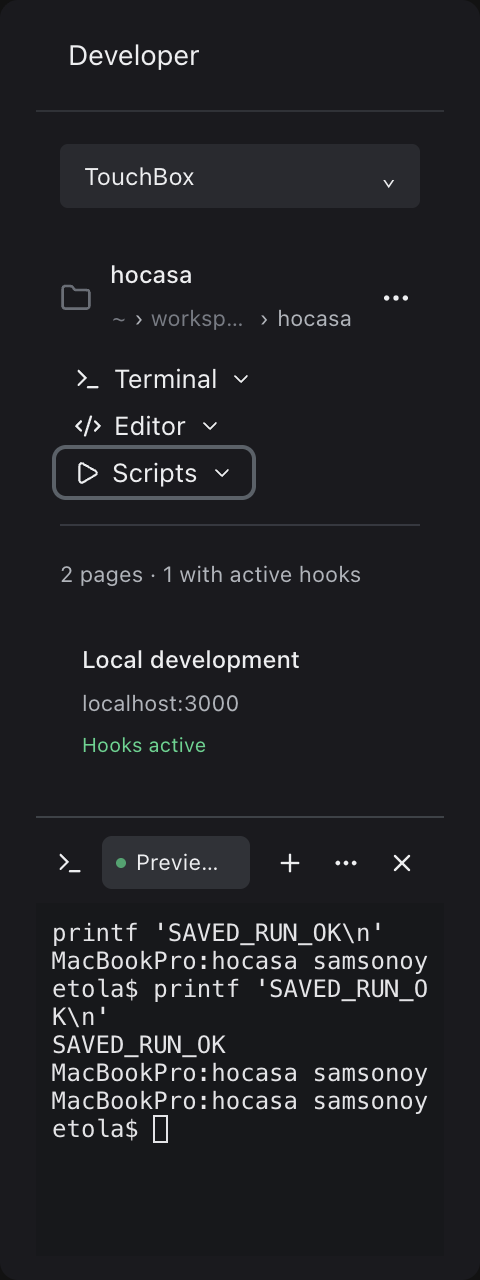 Developer
TouchBox
hocasa
~ › worksp... › hocasa
Terminal
Editor
Scripts
2 pages · 1 with active hooks
Local development
localhost:3000
Hooks active
Previe...
printf 'SAVED_RUN_OK\n'
MacBookPro:hocasa samsonoy
etola$ printf 'SAVED_RUN_O
K\n'
SAVED_RUN_OK
MacBookPro:hocasa samsonoy
MacBookPro:hocasa samsonoy
etola$